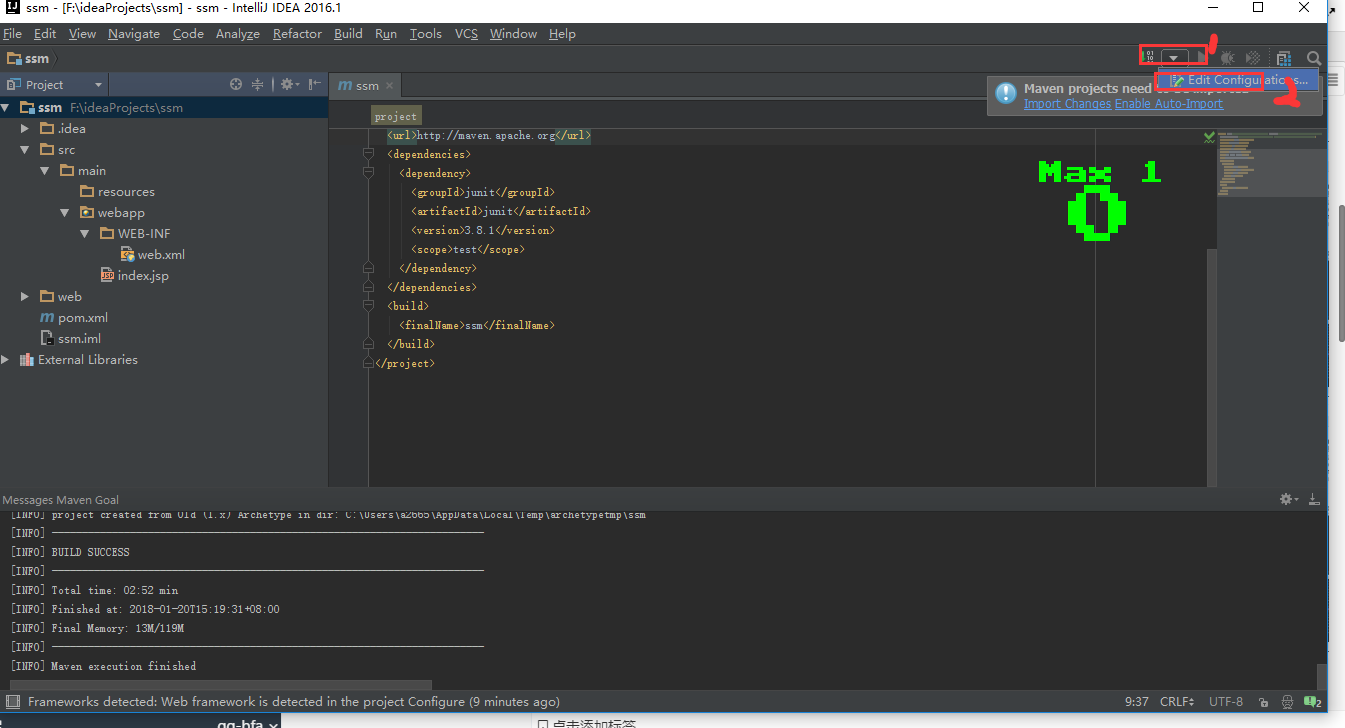 ssm - [F:\ideaProjects\ssm] - ssm - IntelliJ IDEA 2016.1
File Edit View Navigate Code Analyze Refactor Build Run Tools VCS Window Help
ssm
1
Project
ssm
Edit Configurations...
2
Maven projects need to be imported
Import Changes Enable Auto-Import
ssm F:\ideaProjects\ssm
.idea
src
main
resources
webapp
WEB-INF
web.xml
index.jsp
web
pom.xml
ssm.iml
External Libraries
project
<url>http://maven.apache.org</url>
<dependencies>
<dependency>
<groupId>junit</groupId>
<artifactId>junit</artifactId>
<version>3.8.1</version>
<scope>test</scope>
</dependency>
</dependencies>
<build>
<finalName>ssm</finalName>
</build>
</project>
Max 1
0
Messages Maven Goal
[INFO] project created from Old (1.x) Archetype in dir: C:\Users\a2665\AppData\Local\Temp\archetypetmp\ssm
[INFO] ------------------------------------------------------------------------
[INFO] BUILD SUCCESS
[INFO] ------------------------------------------------------------------------
[INFO] Total time: 02:52 min
[INFO] Finished at: 2018-01-20T15:19:31+08:00
[INFO] Final Memory: 13M/119M
[INFO] ------------------------------------------------------------------------
[INFO] Maven execution finished
Frameworks detected: Web framework is detected in the project Configure (9 minutes ago)
9:37 CRLF UTF-8 2
qq-bfa
点击添加标签